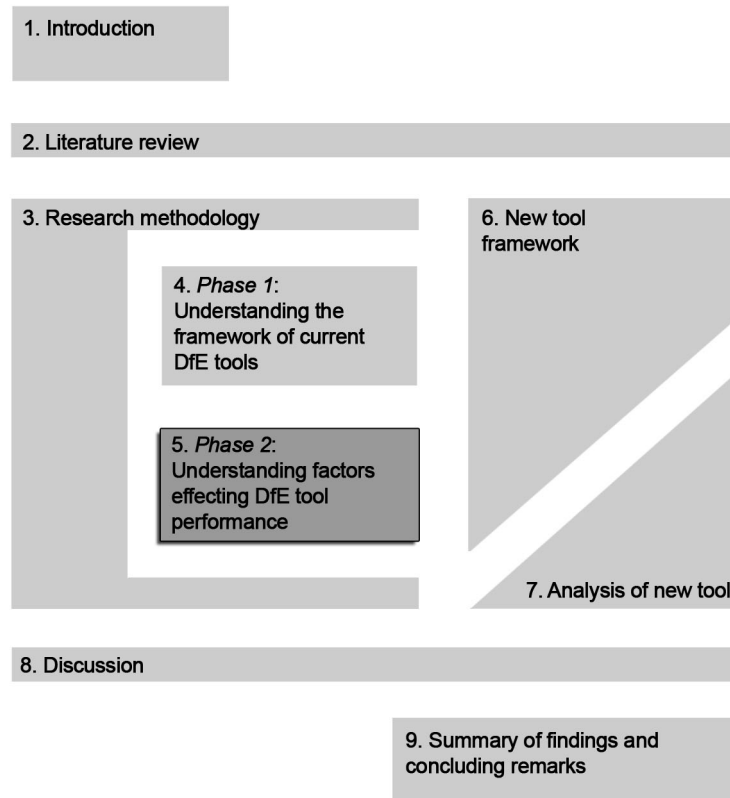 1. Introduction
2. Literature review
3. Research methodology
4. Phase 1:
Understanding the
framework of current
DfE tools
5. Phase 2:
Understanding factors
effecting DfE tool
performance
6. New tool
framework
7. Analysis of new tool
8. Discussion
9. Summary of findings and
concluding remarks